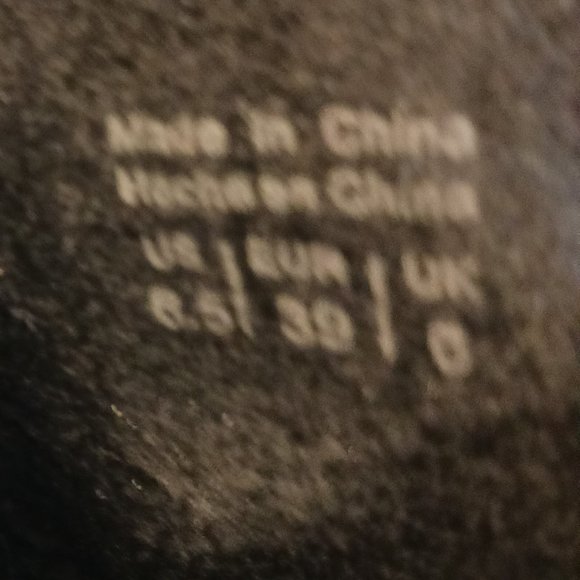 Made in China
Hecho en China
US | EUR | UK
39